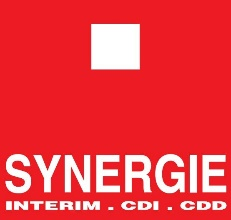 SYNERGIE
INTERIM . CDI . CDD